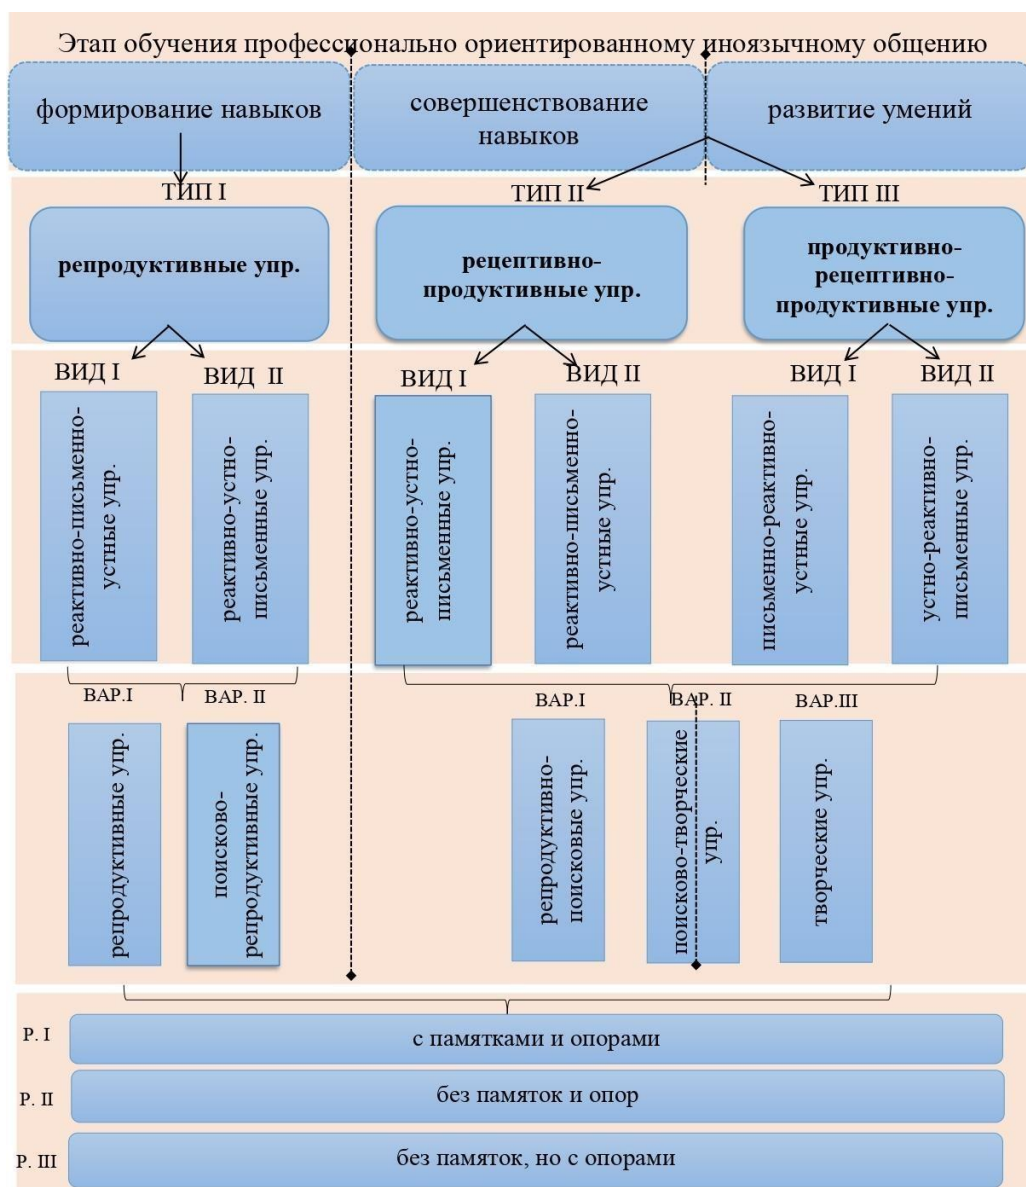 Этап обучения профессионально ориентированному иноязычному общению
формирование навыков
совершенствование
навыков
развитие умений
ТИП I
ТИП II
ТИП III
репродуктивные упр.
рецептивно-
продуктивные упр.
продуктивно-
рецептивно-
продуктивные упр.
ВИД I
ВИД II
ВИД I
ВИД II
ВИД I
ВИД II
реактивно-письменно-
устные упр.
реактивно-устно-
письменные упр.
реактивно-устно-
письменные упр.
реактивно-письменно-
устные упр.
письменно-реактивно-
устные упр.
устно-реактивно-
письменные упр.
ВАР.I
ВАР. II
ВАР.I
ВАР. II
ВАР.III
репродуктивные упр.
поисково-
репродуктивные упр.
репродуктивно-
поисковые упр.
поисково-творческие
упр.
творческие упр.
Р. I
с памятками и опорами
Р. II
без памяток и опор
Р. III
без памяток, но с опорами